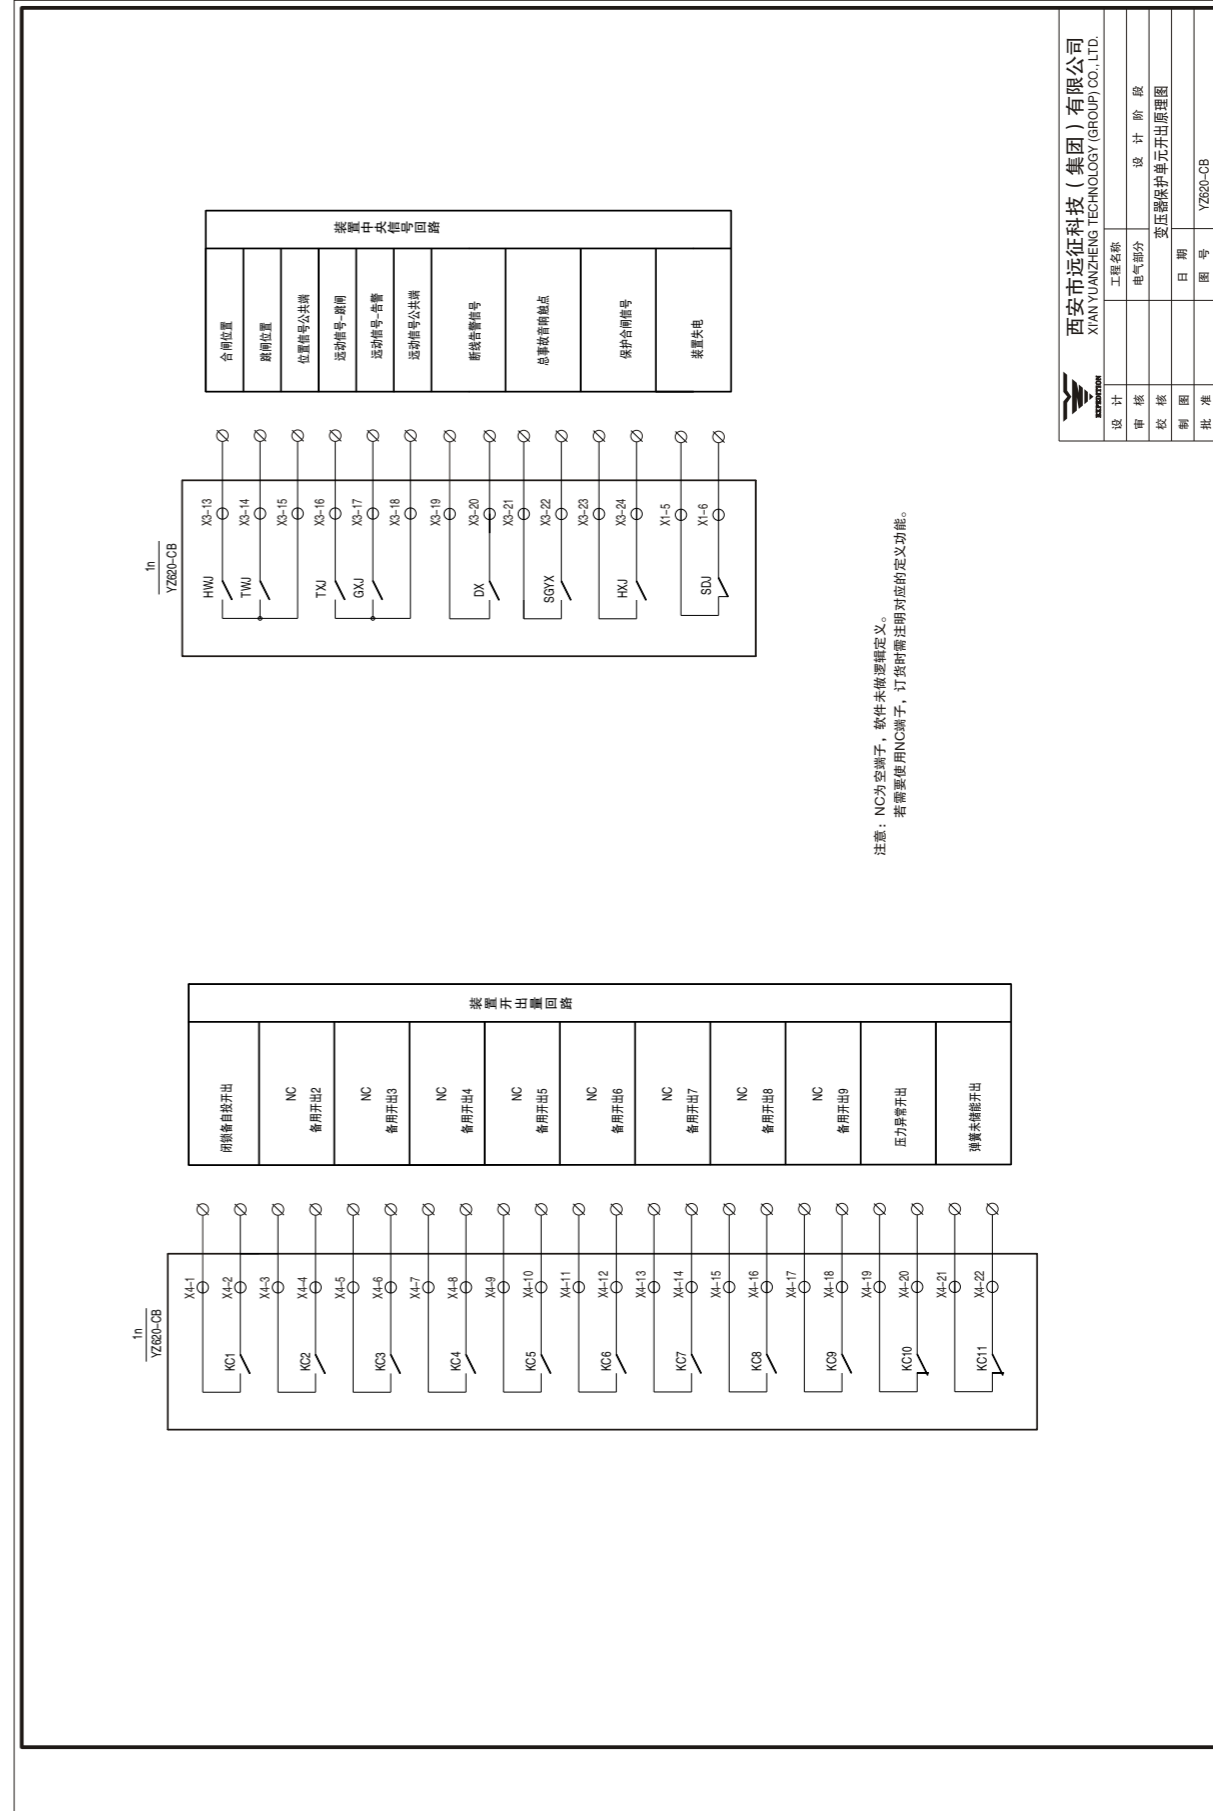 1n
YZ620-CB
X4-1
X4-2
X4-3
X4-4
X4-5
X4-6
X4-7
X4-8
X4-9
X4-10
X4-11
X4-12
X4-13
X4-14
X4-15
X4-16
X4-17
X4-18
X4-19
X4-20
X4-21
X4-22
KC1
KC2
KC3
KC4
KC5
KC6
KC7
KC8
KC9
KC10
KC11
装置开出量回路
闭锁备自投开出
NC
备用开出2
NC
备用开出3
NC
备用开出4
NC
备用开出5
NC
备用开出6
NC
备用开出7
NC
备用开出8
NC
备用开出9
压力异常开出
弹簧未储能开出
1n
YZ620-CB
X3-13
X3-14
X3-15
X3-16
X3-17
X3-18
X3-19
X3-20
X3-21
X3-22
X3-23
X3-24
X1-5
X1-6
HWJ
TWJ
TXJ
GXJ
DX
SGYX
HXJ
SDJ
装置中央信号回路
合闸位置
跳闸位置
位置信号公共端
远动信号-跳闸
远动信号-告警
远动信号公共端
断线告警信号
总事故音响触点
保护合闸信号
装置失电
注意：NC为空端子，软件未做逻辑定义。
若需要使用NC端子，订货时需注明对应的定义功能。
EXPEDITION
西安市远征科技（集团）有限公司
XI'AN YUANZHENG TECHNOLOGY (GROUP) CO., LTD.
设 计
工程名称
审 核
电气部分
设 计 阶 段
校 核
变压器保护单元开出原理图
制 图
日 期
批 准
图 号
YZ620-CB